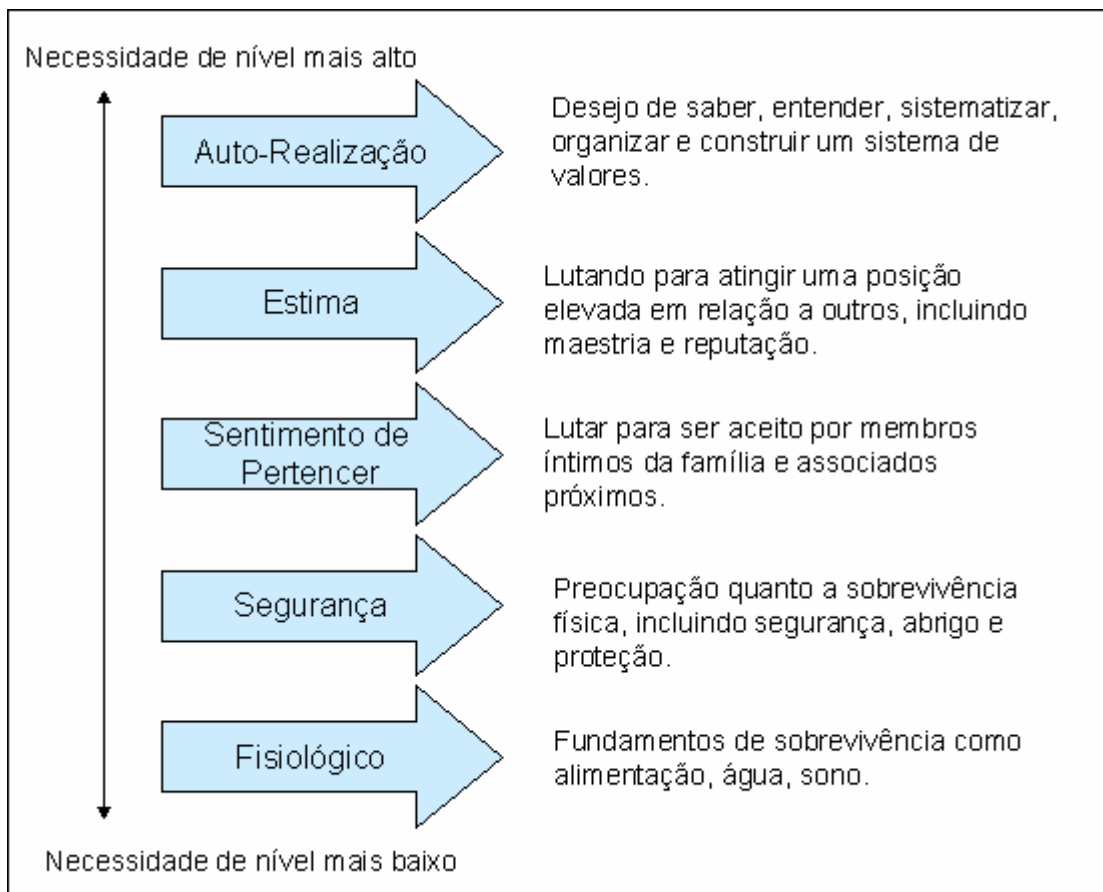 Necessidade de nível mais alto
Auto-Realização
Desejo de saber, entender, sistematizar,
organizar e construir um sistema de
valores.
Estima
Lutando para atingir uma posição
elevada em relação a outros, incluindo
maestria e reputação.
Sentimento de
Pertencer
Lutar para ser aceito por membros
íntimos da família e associados
próximos.
Segurança
Preocupação quanto a sobrevivência
física, incluindo segurança, abrigo e
proteção.
Fisiológico
Fundamentos de sobrevivência como
alimentação, água, sono.
Necessidade de nível mais baixo